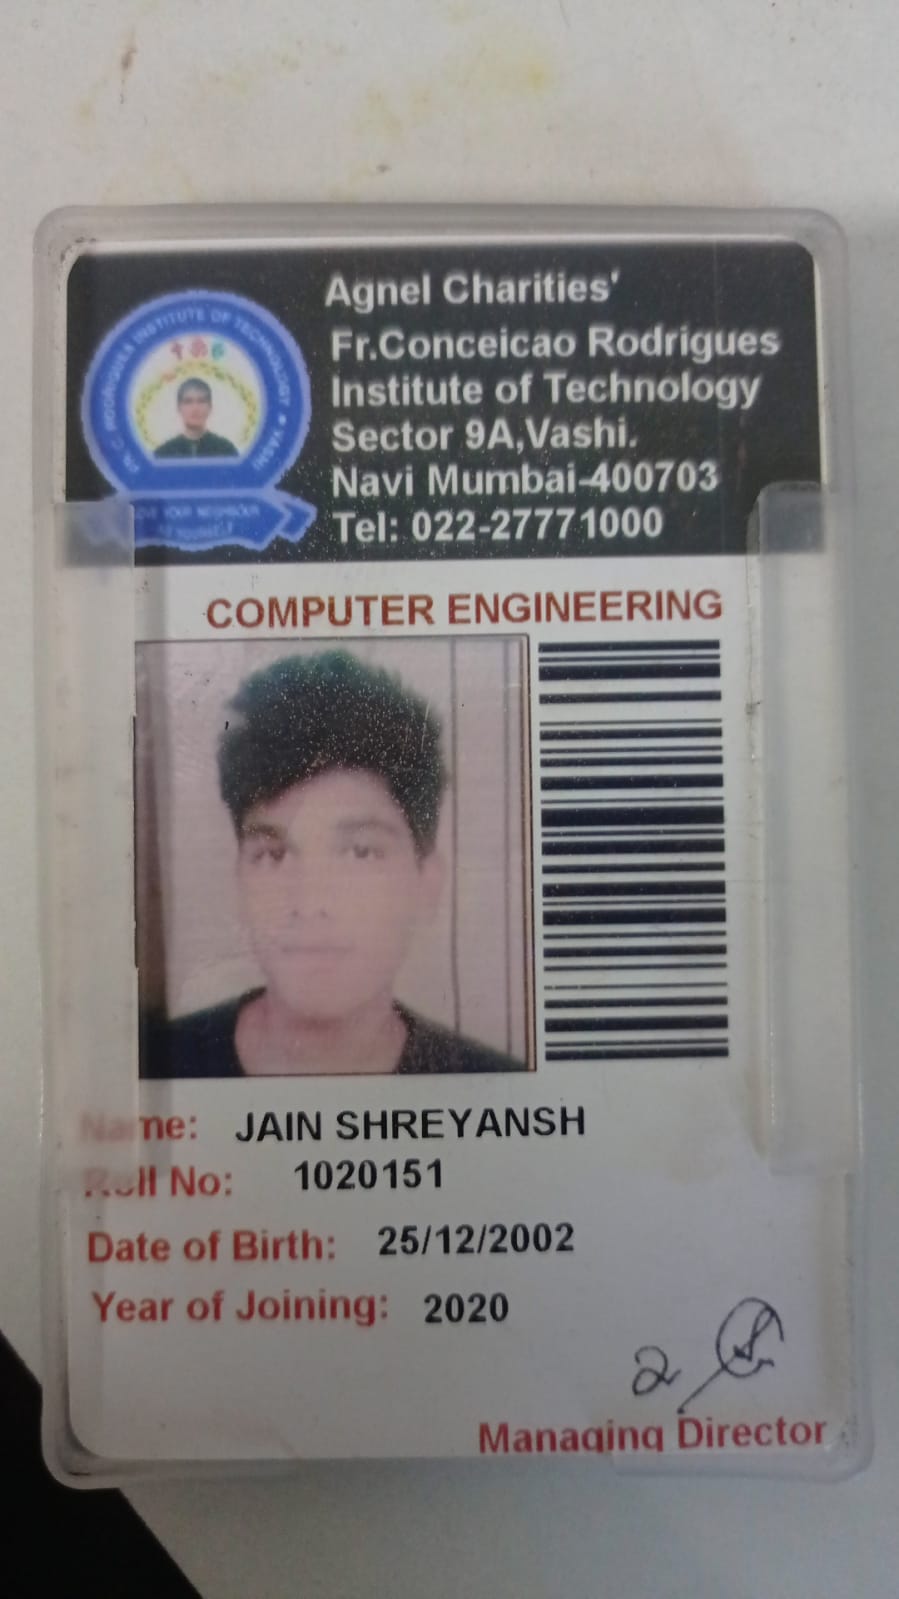 Agnel Charities'
Fr.Conceicao Rodrigues
Institute of Technology
Sector 9A,Vashi.
Navi Mumbai-400703
Tel: 022-27771000
FR. C. RODRIGUES INSTITUTE OF TECHNOLOGY • VASHI
LOVE YOUR NEIGHBOUR
AS YOURSELF
COMPUTER ENGINEERING
Name: JAIN SHREYANSH
Roll No: 1020151
Date of Birth: 25/12/2002
Year of Joining: 2020
Managing Director